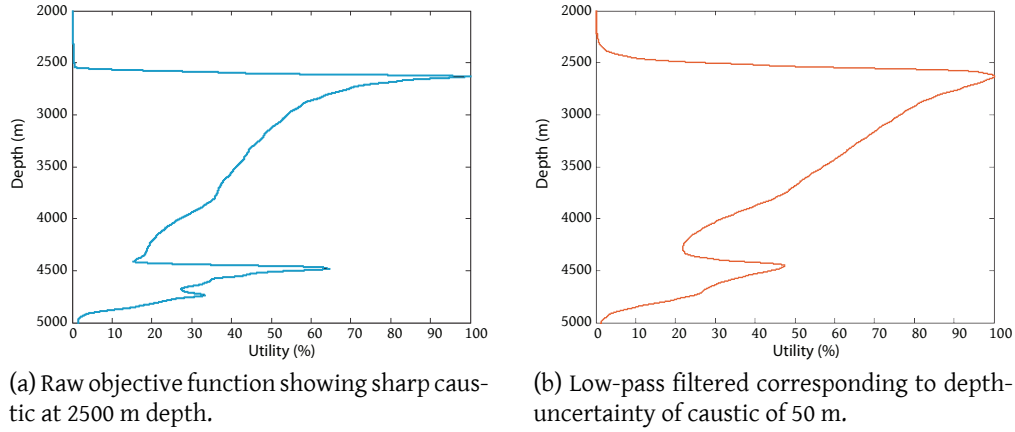 2000
2500
3000
3500
4000
4500
5000
Depth (m)
0 10 20 30 40 50 60 70 80 90 100
Utility (%)
(a) Raw objective function showing sharp caus-
tic at 2500 m depth.
2000
2500
3000
3500
4000
4500
5000
Depth (m)
0 10 20 30 40 50 60 70 80 90 100
Utility (%)
(b) Low-pass filtered corresponding to depth-
uncertainty of caustic of 50 m.